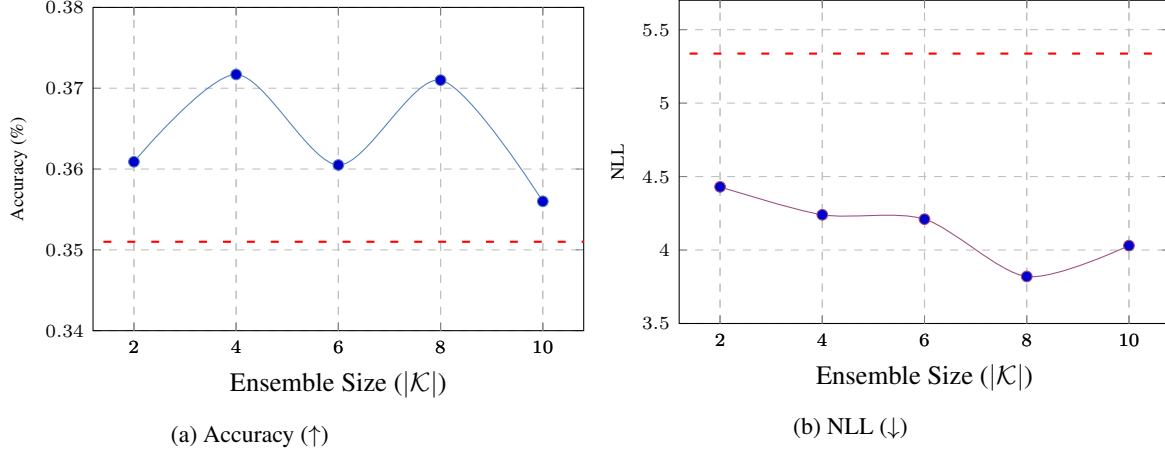 0.38
0.37
0.36
0.35
0.34
Accuracy (%)
2 4 6 8 10
Ensemble Size (|𝒦|)
(a) Accuracy (↑)
5.5
5
4.5
4
3.5
NLL
2 4 6 8 10
Ensemble Size (|𝒦|)
(b) NLL (↓)